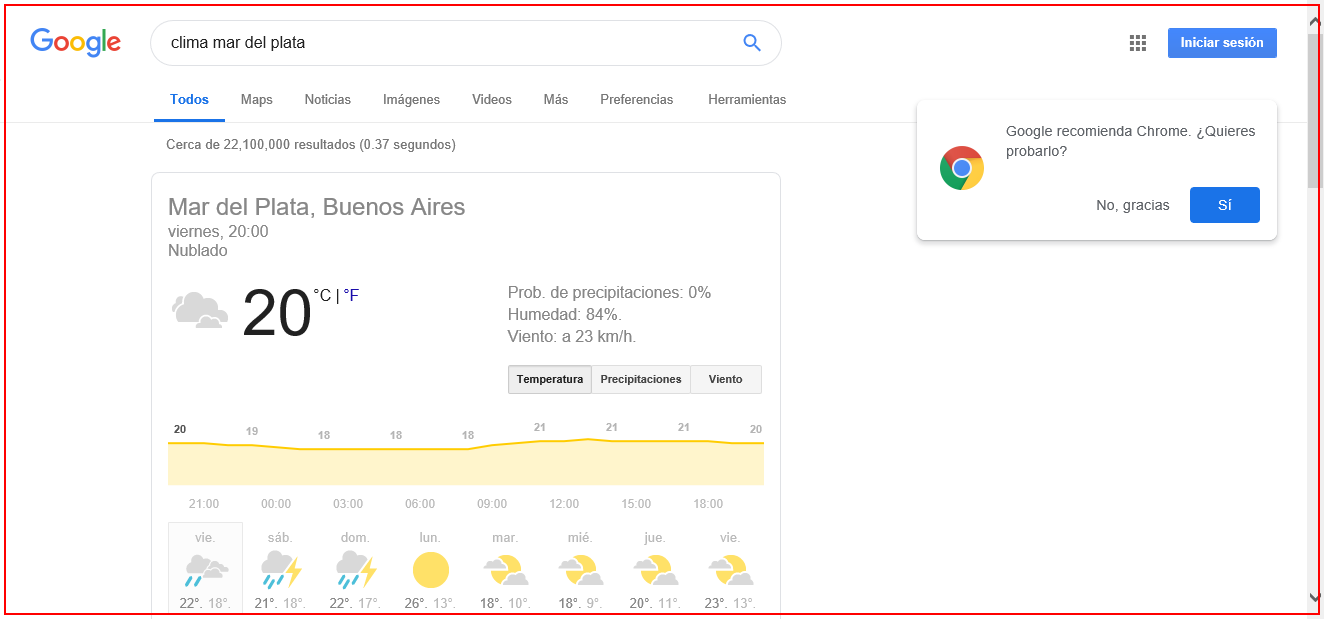 Google
clima mar del plata
Iniciar sesión
Todos Maps Noticias Imágenes Videos Más Preferencias Herramientas
Cerca de 22,100,000 resultados (0.37 segundos)
Google recomienda Chrome. ¿Quieres
probarlo?
No, gracias Sí
Mar del Plata, Buenos Aires
viernes, 20:00
Nublado
20 °C | °F
Prob. de precipitaciones: 0%
Humedad: 84%.
Viento: a 23 km/h.
Temperatura Precipitaciones Viento
20 19 18 18 18 21 21 21 20
21:00 00:00 03:00 06:00 09:00 12:00 15:00 18:00
vie. sáb. dom. lun. mar. mié. jue. vie.
22°. 18°. 21°. 18°. 22°. 17°. 26°. 13°. 18°. 10°. 18°. 9°. 20°. 11°. 23°. 13°.